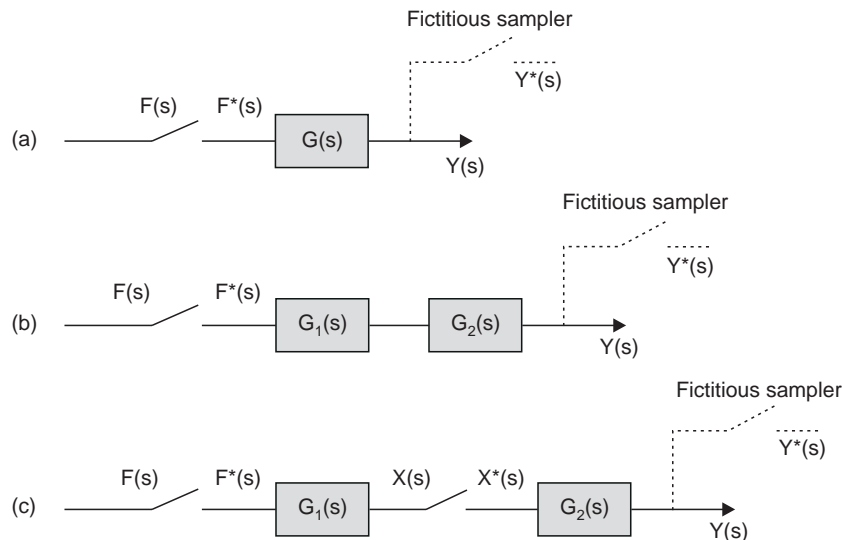 Fictitious sampler
Y*(s)
F(s) F*(s)
(a) G(s)
Y(s)
Fictitious sampler
Y*(s)
F(s) F*(s)
(b) G₁(s) G₂(s)
Y(s)
Fictitious sampler
Y*(s)
F(s) F*(s) X(s) X*(s)
(c) G₁(s) G₂(s)
Y(s)